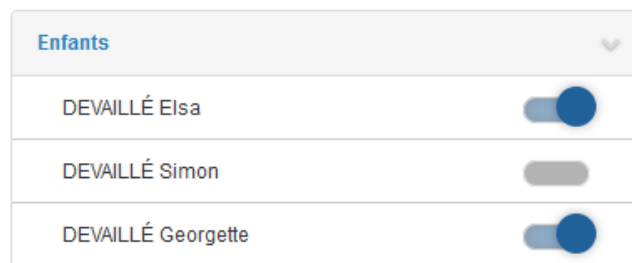 Enfants
DEVAILLÉ Elsa
DEVAILLÉ Simon
DEVAILLÉ Georgette